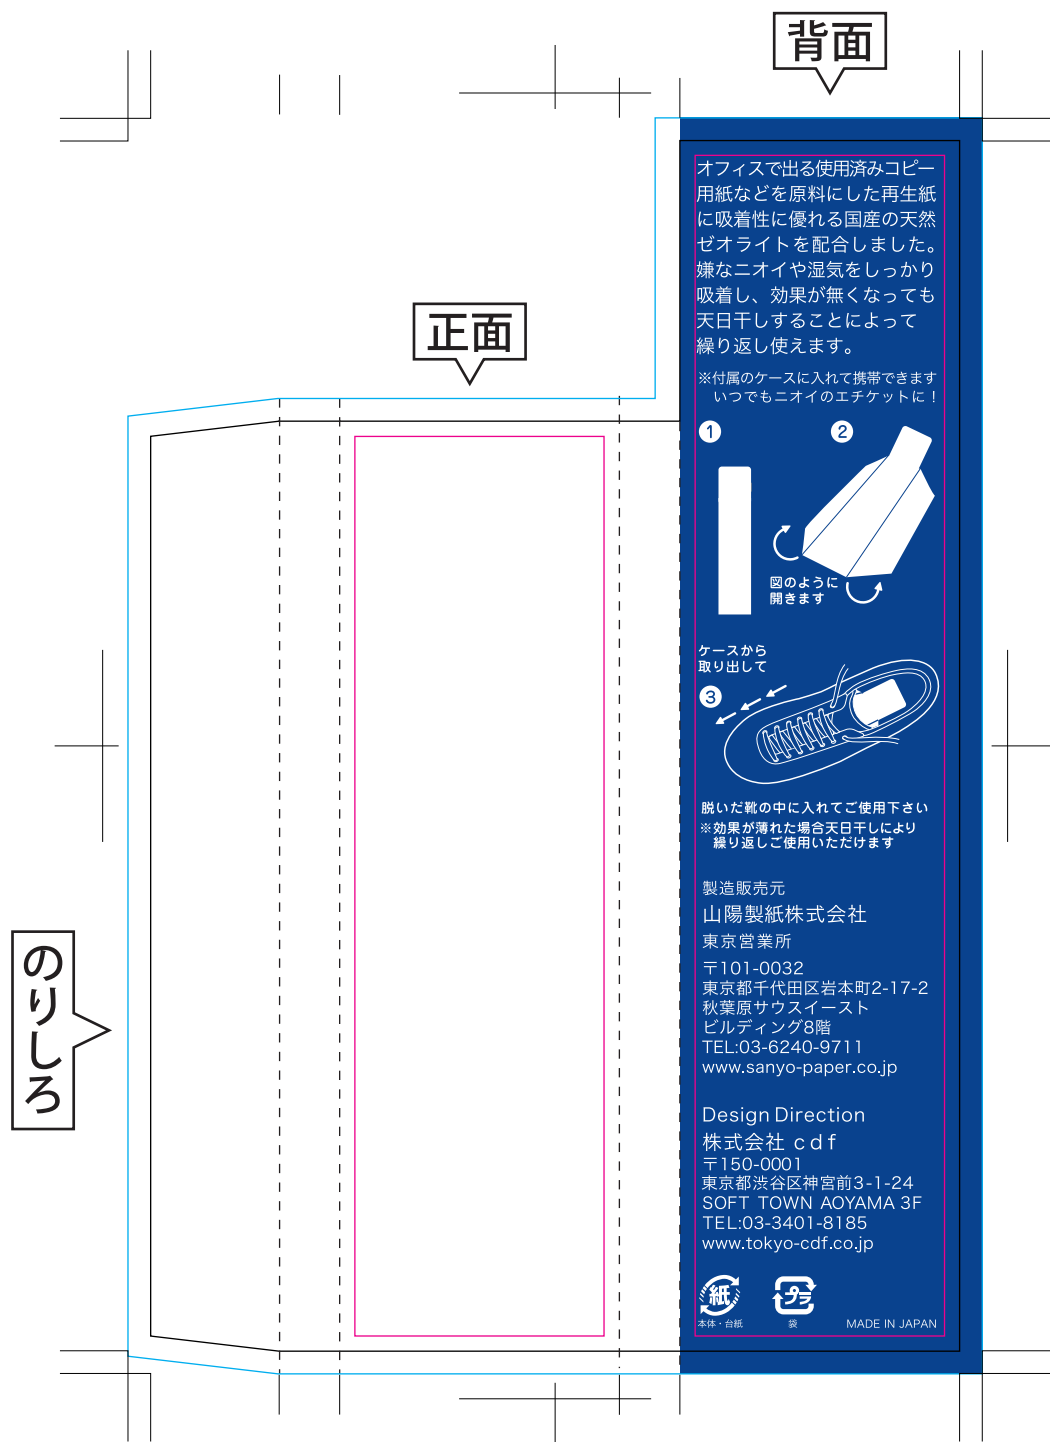 背面
オフィスで出る使用済みコピー
用紙などを原料にした再生紙
に吸着性に優れる国産の天然
ゼオライトを配合しました。
嫌なニオイや湿気をしっかり
吸着し、効果が無くなっても
天日干しすることによって
繰り返し使えます。
※付属のケースに入れて携帯できます
いつでもニオイのエチケットに！
正面
1
2
図のように
開きます
ケースから
取り出して
3
脱いだ靴の中に入れてご使用下さい
※効果が薄れた場合天日干しにより
繰り返しご使用いただけます
製造販売元
山陽製紙株式会社
東京営業所
〒101-0032
東京都千代田区岩本町2-17-2
秋葉原サウスイースト
ビルディング8階
TEL:03-6240-9711
www.sanyo-paper.co.jp
Design Direction
株式会社 cdf
〒150-0001
東京都渋谷区神宮前3-1-24
SOFT TOWN AOYAMA 3F
TEL:03-3401-8185
www.tokyo-cdf.co.jp
紙
プラ
本体・台紙
袋
MADE IN JAPAN
のりしろ